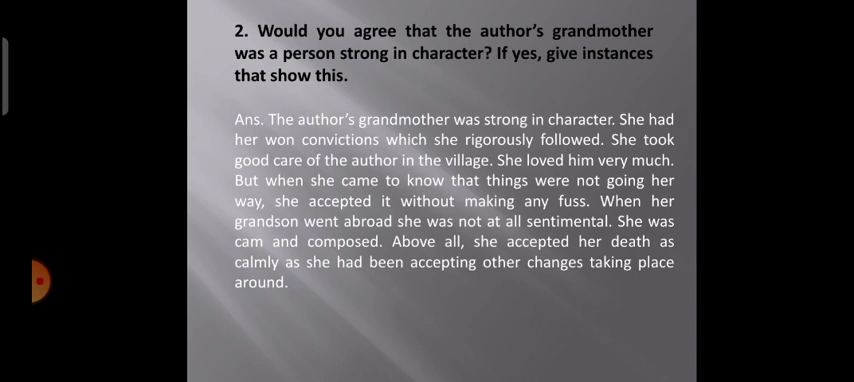 2. Would you agree that the author's grandmother
was a person strong in character? If yes, give instances
that show this.
Ans. The author's grandmother was strong in character. She had
her won convictions which she rigorously followed. She took
good care of the author in the village. She loved him very much.
But when she came to know that things were not going her
way, she accepted it without making any fuss. When her
grandson went abroad she was not at all sentimental. She was
cam and composed. Above all, she accepted her death as
calmly as she had been accepting other changes taking place
around.